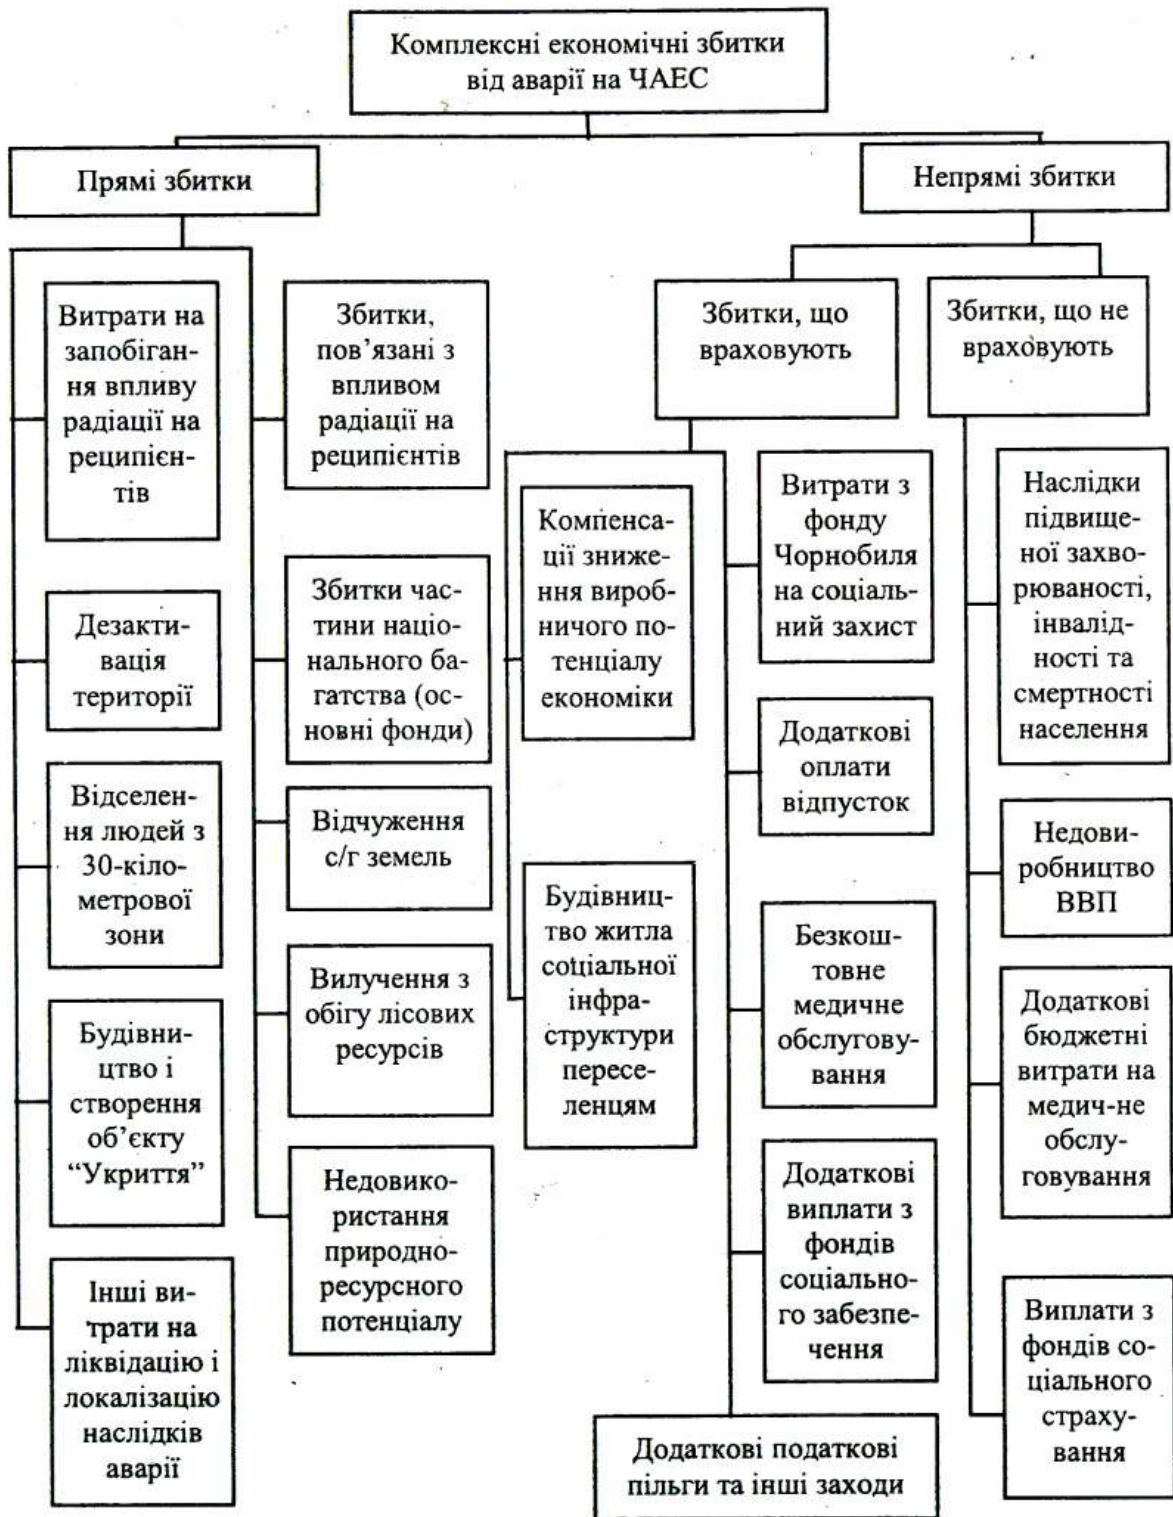 Комплексні економічні збитки
від аварії на ЧАЕС
Прямі збитки
Непрямі збитки
Витрати на
запобіган-
ня впливу
радіації на
реципієн-
тів
Збитки,
пов’язані з
впливом
радіації на
реципієнтів
Збитки, що
враховують
Збитки, що не
враховують
Дезакти-
вація
території
Збитки час-
тини націо-
нального ба-
гатства (ос-
новні фонди)
Компенса-
ції зниже-
ння вироб-
ничого по-
тенціалу
економіки
Витрати з
фонду
Чорнобиля
на соціаль-
ний захист
Наслідки
підвище-
ної захво-
рюваності,
інвалід-
ності та
смертності
населення
Відселен-
ня людей з
30-кіло-
метрової
зони
Відчуження
с/г земель
Додаткові
оплати
відпусток
Недови-
робництво
ВВП
Будівни-
цтво і
створення
об’єкту
“Укриття”
Вилучення з
обігу лісових
ресурсів
Будівниц-
тво житла
соціальної
інфра-
структури
пересе-
ленцям
Безкош-
товне
медичне
обслугову-
вання
Додаткові
бюджетні
витрати на
медич-не
обслу-
говування
Інші ви-
трати на
ліквідацію і
локалізацію
наслідків
аварії
Недовико-
ристання
природно-
ресурсного
потенціалу
Додаткові
виплати з
фондів
соціально-
го забезпе-
чення
Виплати з
фондів со-
ціального
страху-
вання
Додаткові податкові
пільги та інші заходи